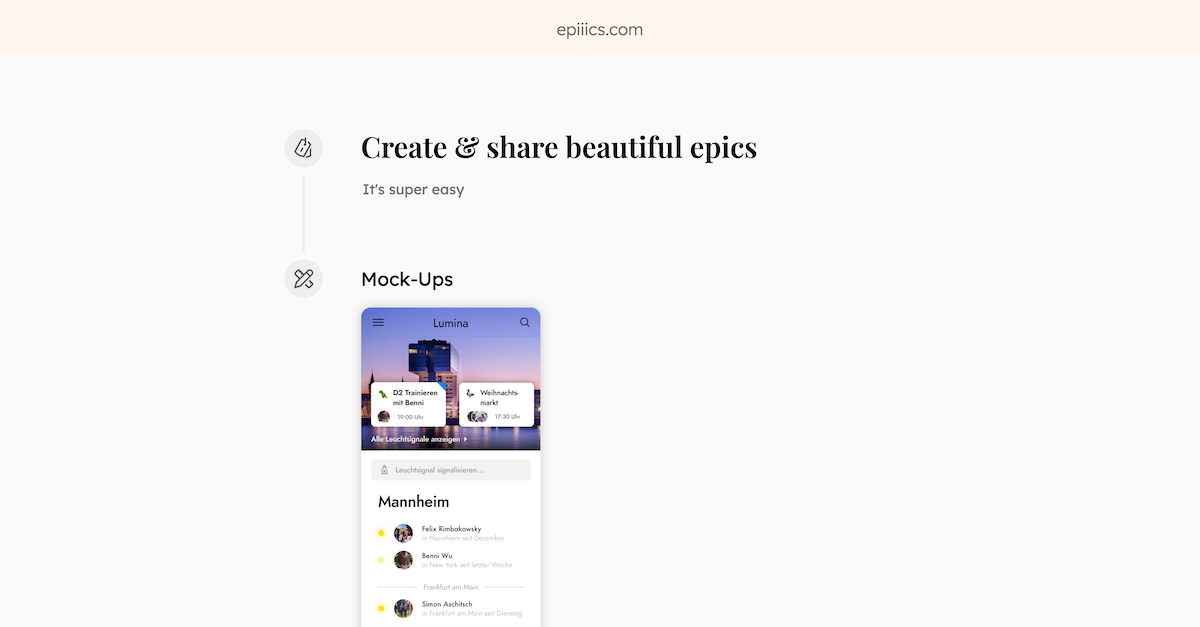 epiiics.com
Create & share beautiful epics
It's super easy
Mock-Ups
Lumina
D2 Trainieren
mit Benni
19:00 Uhr
Weihnachts-
markt
17:30 Uhr
Alle Leuchtsignale anzeigen
Leuchtsignal signalisieren...
Mannheim
Felix Rimbakowsky
in Mannheim seit Dezember
Benni Wu
in New York seit letzter Woche
Frankfurt am Main
Simon Aschitsch
in Frankfurt am Main seit Dienstag